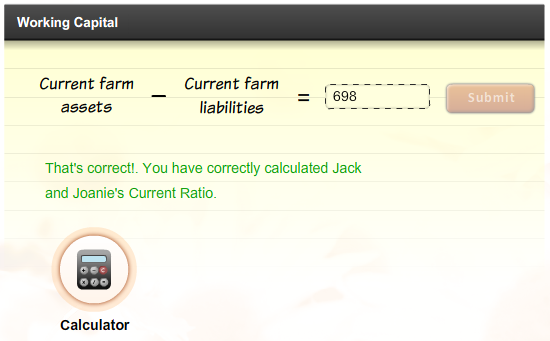 Working Capital
Current farm assets − Current farm liabilities = 698 Submit
That's correct!. You have correctly calculated Jack
and Joanie's Current Ratio.
Calculator